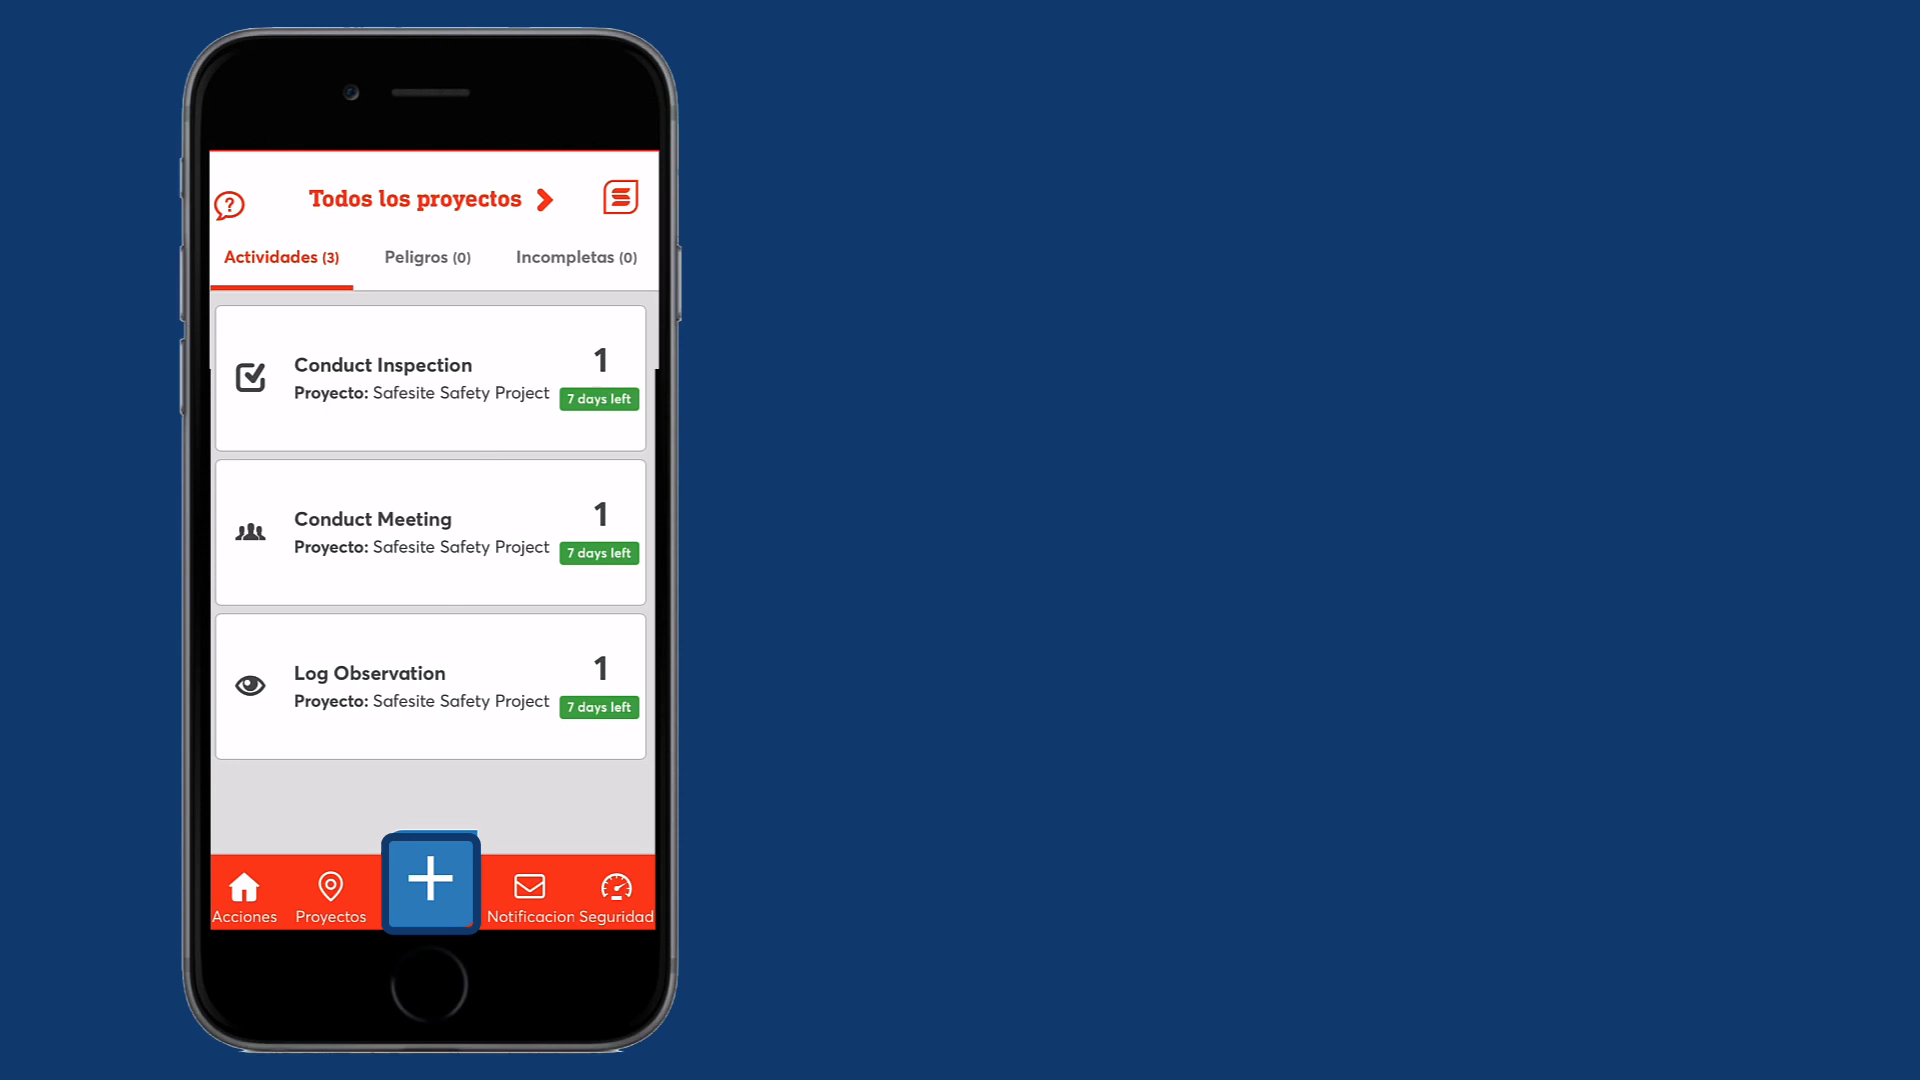 Todos los proyectos
Actividades (3) Peligros (0) Incompletas (0)
Conduct Inspection
Proyecto: Safesite Safety Project
1
7 days left
Conduct Meeting
Proyecto: Safesite Safety Project
1
7 days left
Log Observation
Proyecto: Safesite Safety Project
1
7 days left
Acciones Proyectos Notificacion Seguridad